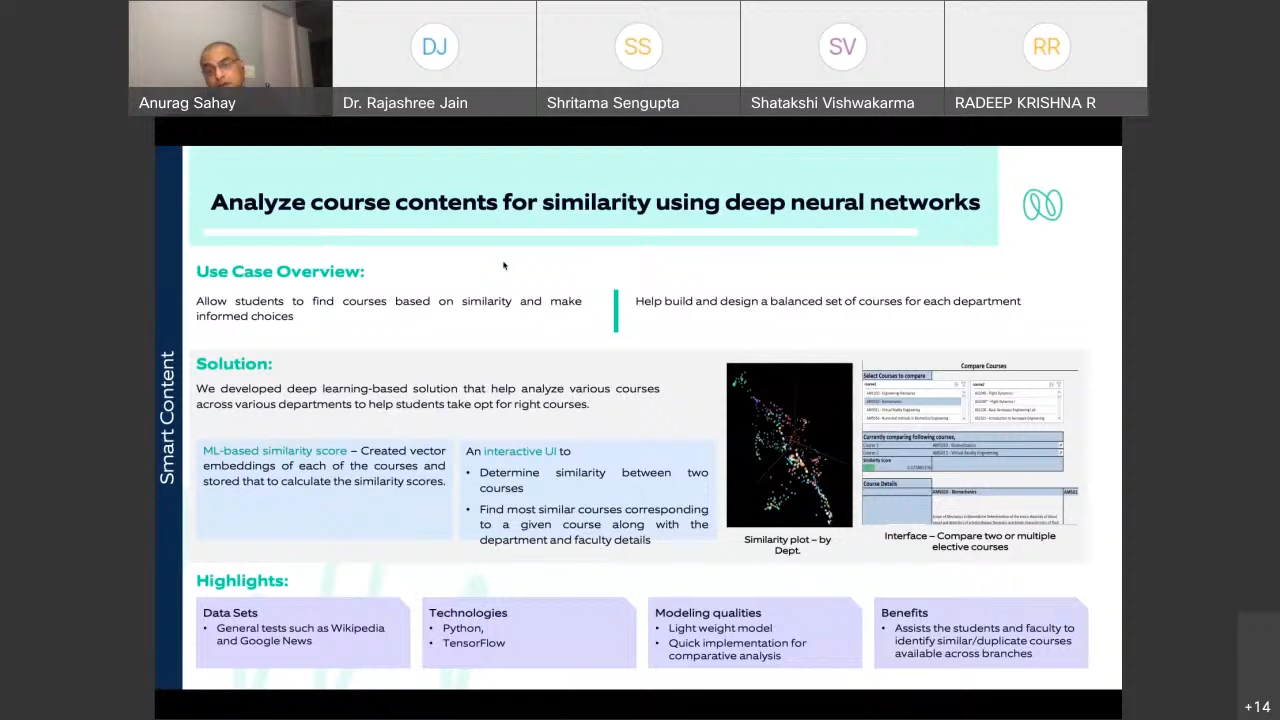 DJ
SS
SV
RR
Anurag Sahay
Dr. Rajashree Jain
Shritama Sengupta
Shatakshi Vishwakarma
RADEEP KRISHNA R
Analyze course contents for similarity using deep neural networks
Smart Content
Use Case Overview:
Allow students to find courses based on similarity and make
informed choices
Help build and design a balanced set of courses for each department
Solution:
We developed deep learning-based solution that help analyze various courses
across various departments to help students take opt for right courses.
ML-based similarity score – Created vector
embeddings of each of the courses and
stored that to calculate the similarity scores.
An interactive UI to
• Determine similarity between two
courses
• Find most similar courses corresponding
to a given course along with the
department and faculty details
Similarity plot – by
Dept.
Compare Courses
Select Courses to compare
Currently comparing following courses,
Similarity Score
Course Details
Interface – Compare two or multiple
elective courses
Highlights:
Data Sets
• General tests such as Wikipedia
and Google News
Technologies
• Python,
• TensorFlow
Modeling qualities
• Light weight model
• Quick implementation for
comparative analysis
Benefits
• Assists the students and faculty to
identify similar/duplicate courses
available across branches
+14